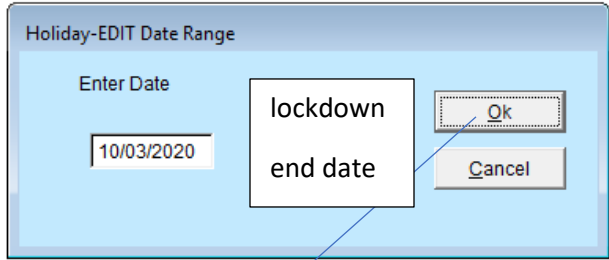 Holiday-EDIT Date Range
Enter Date
lockdown
end date
Ok
10/03/2020
Cancel